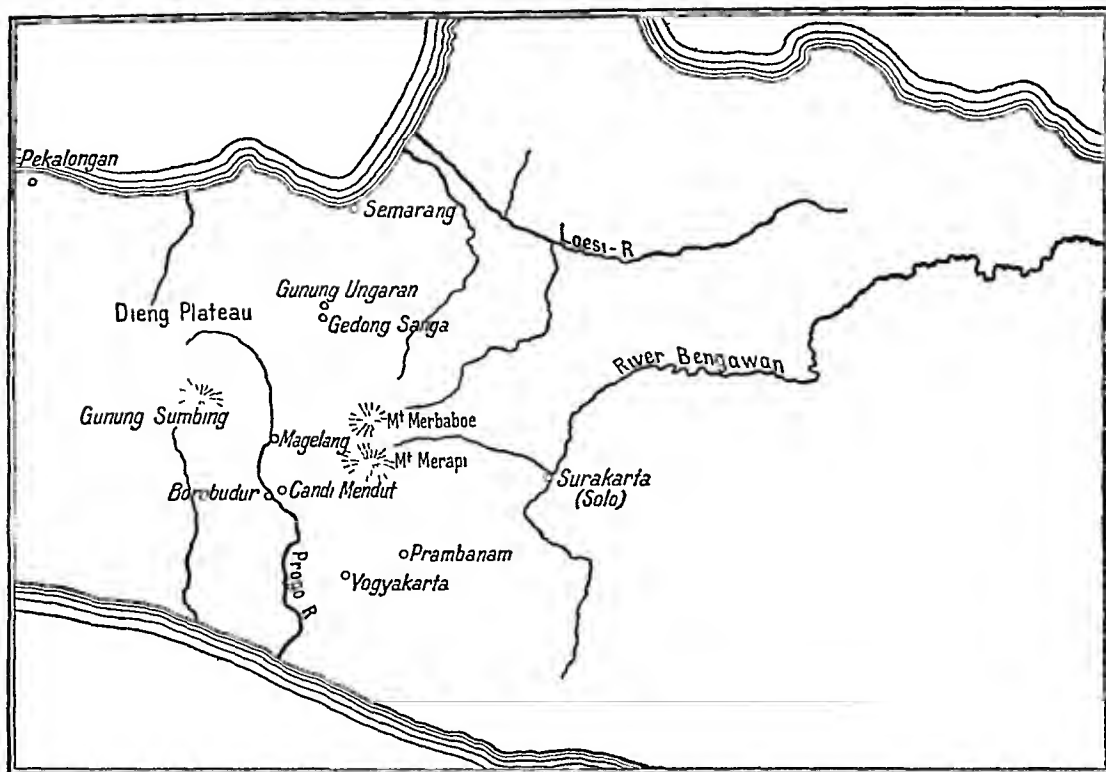 Pekalongan
Semarang
Loesi-R
Gunung Ungaran
Gedong Sanga
Dieng Plateau
River Bengawan
Gunung Sumbing
Mt Merbaboe
Magelang
Mt Merapi
Surakarta
(Solo)
Borobudur
Candi Mendut
Prambanam
Yogyakarta
Progo R